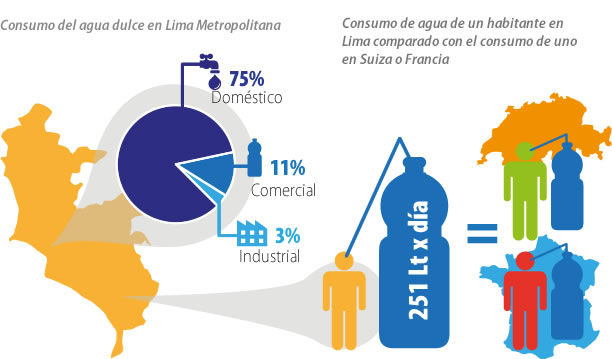 Consumo del agua dulce en Lima Metropolitana
75%
Doméstico
11%
Comercial
3%
Industrial
Consumo de agua de un habitante en
Lima comparado con el consumo de uno
en Suiza o Francia
251 Lt x día
=